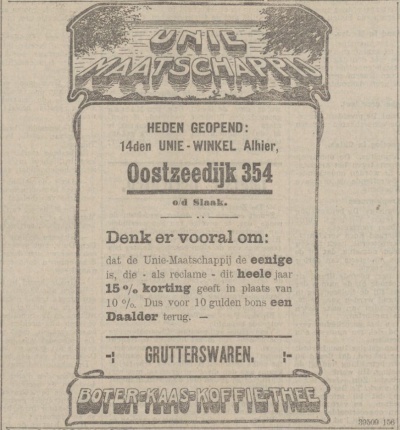 UNIE
MAATSCHAPPIJ
HEDEN GEOPEND:
14den UNIE-WINKEL Alhier,
Oostzeedijk 354
o/d Slaak.
Denk er vooral om:
dat de Unie-Maatschappij de eenige
is, die - als reclame - dit heele jaar
15 % korting geeft in plaats van
10 %. Dus voor 10 gulden bons een
Daalder terug. —
-: GRUTTERSWAREN. :-
BOTER-KAAS-KOFFIE-THEE
39500 156